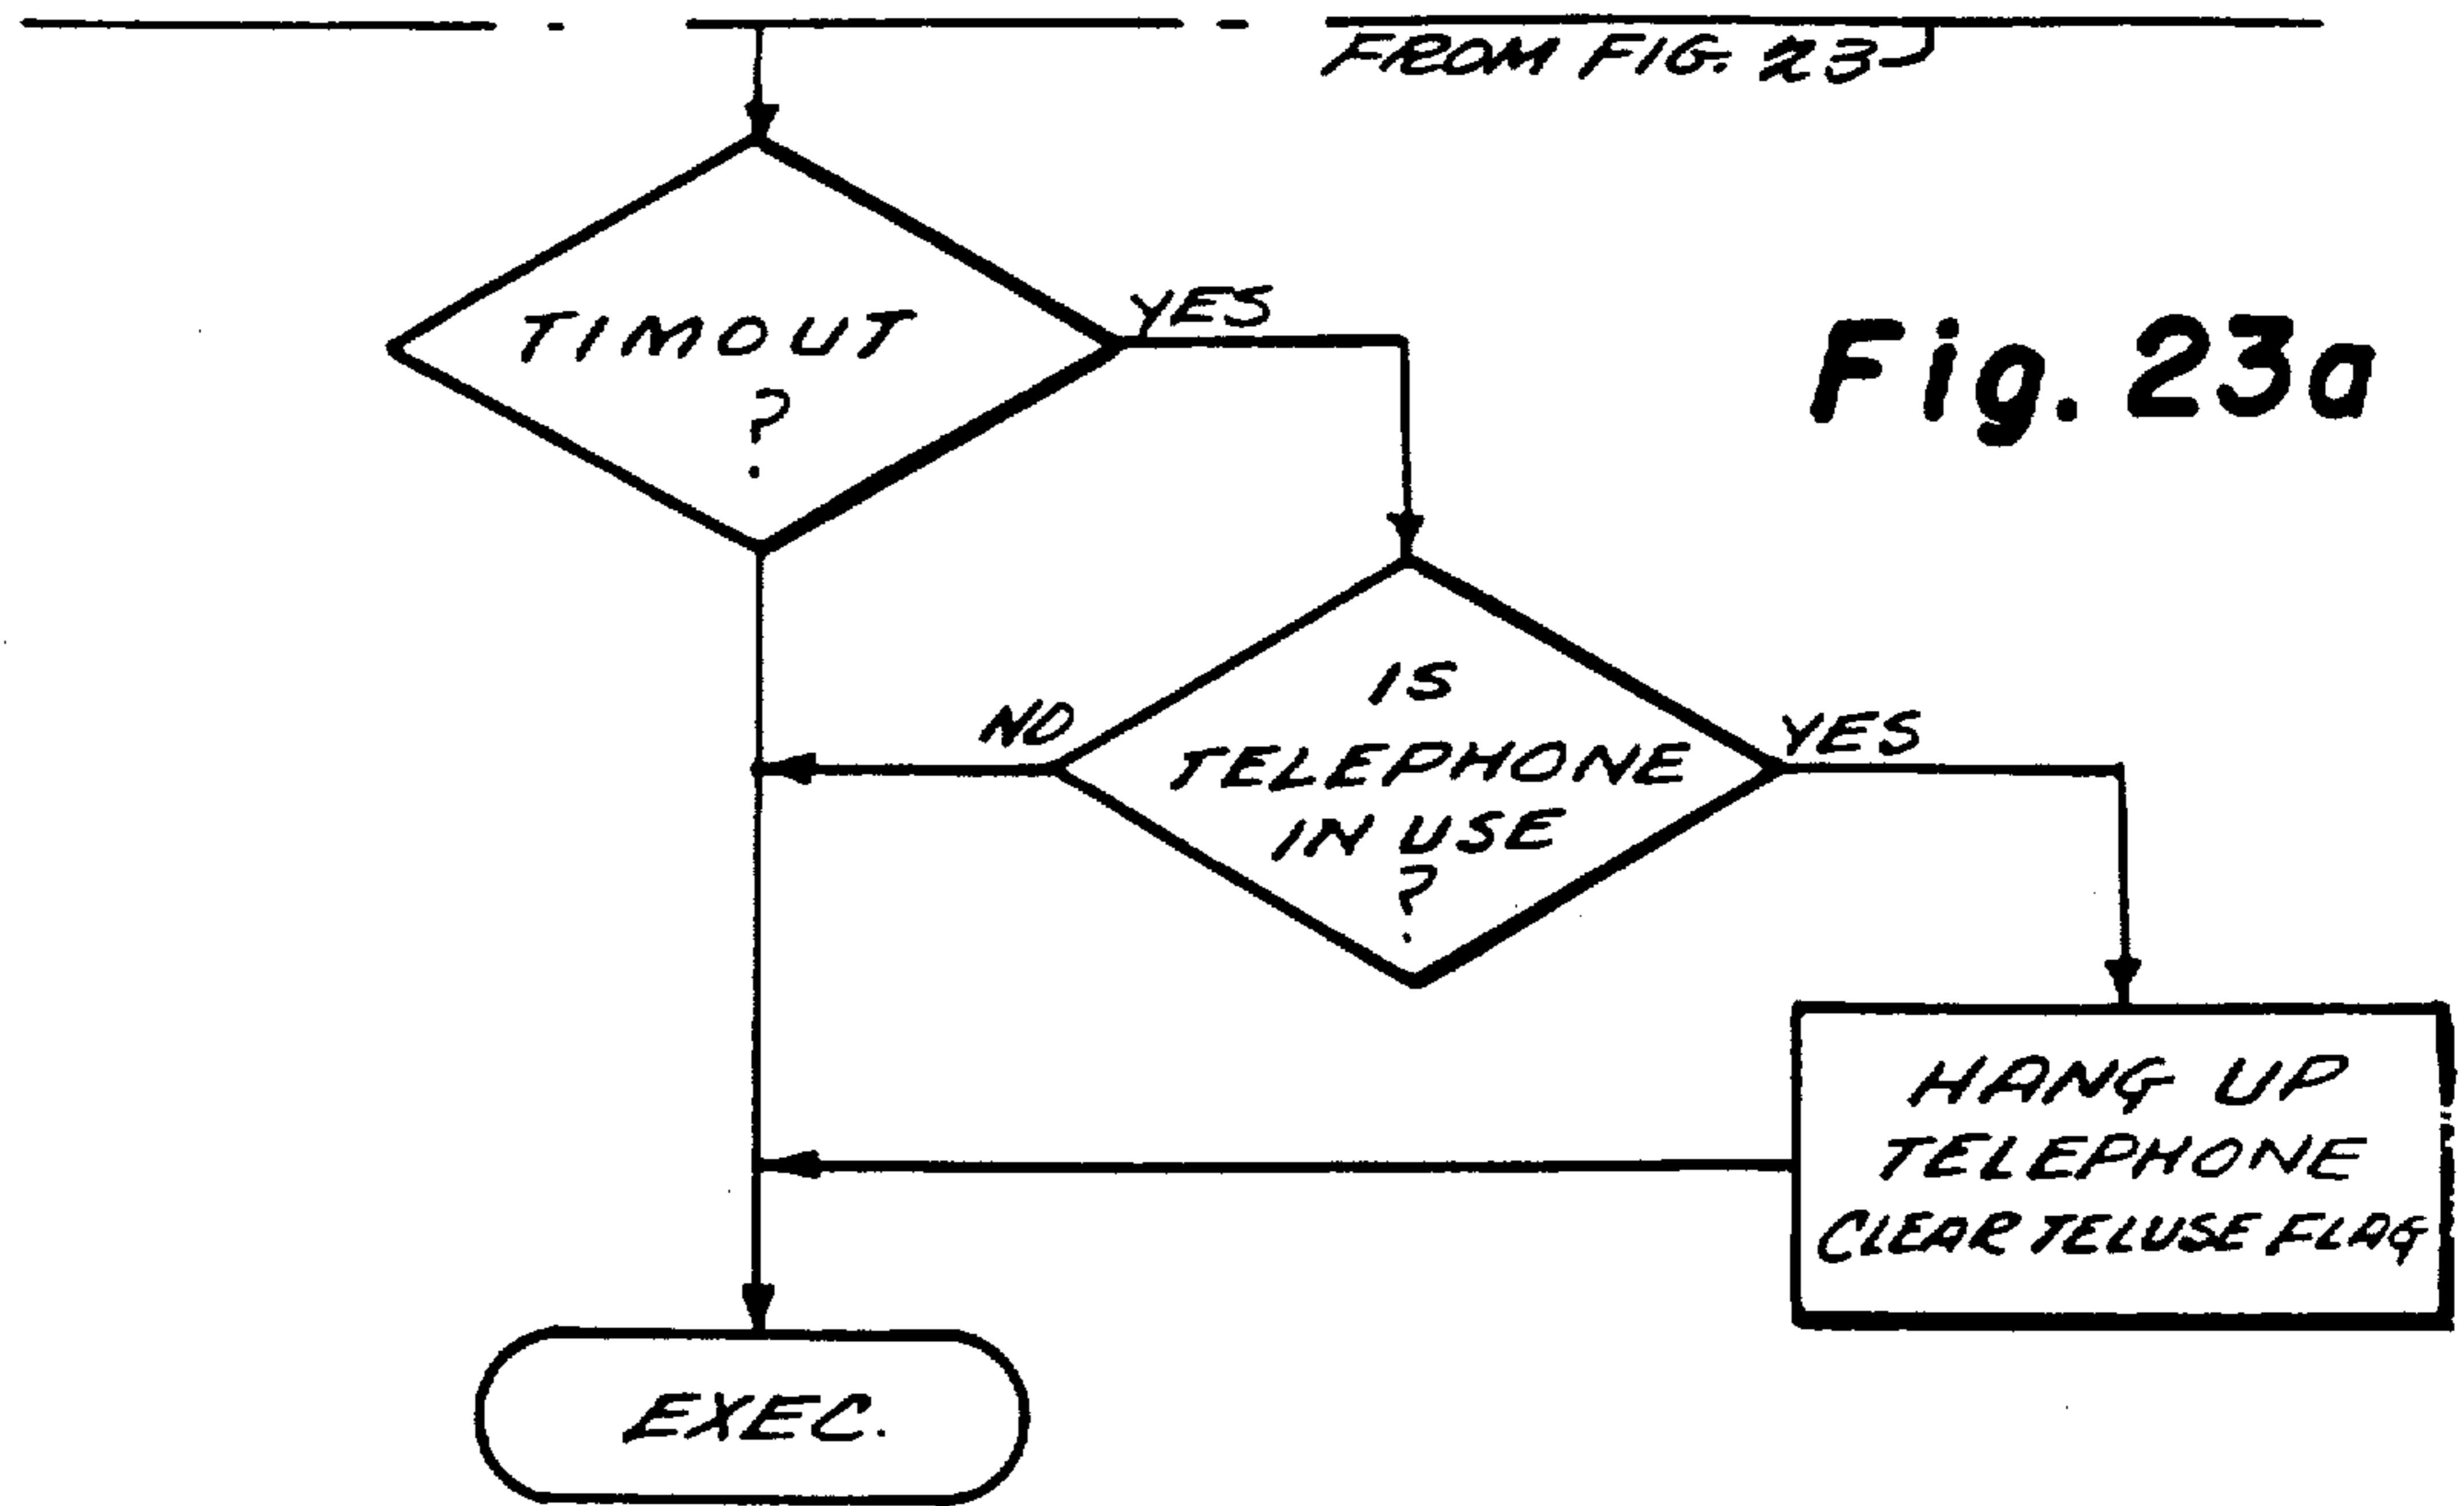 FROM FIG. 23
TIMOUT
?
YES
Fig. 23a
IS
TELEPHONE
IN USE
?
NO
YES
HANG UP
TELEPHONE
CLEAR TELUSE FLAG
EXEC.